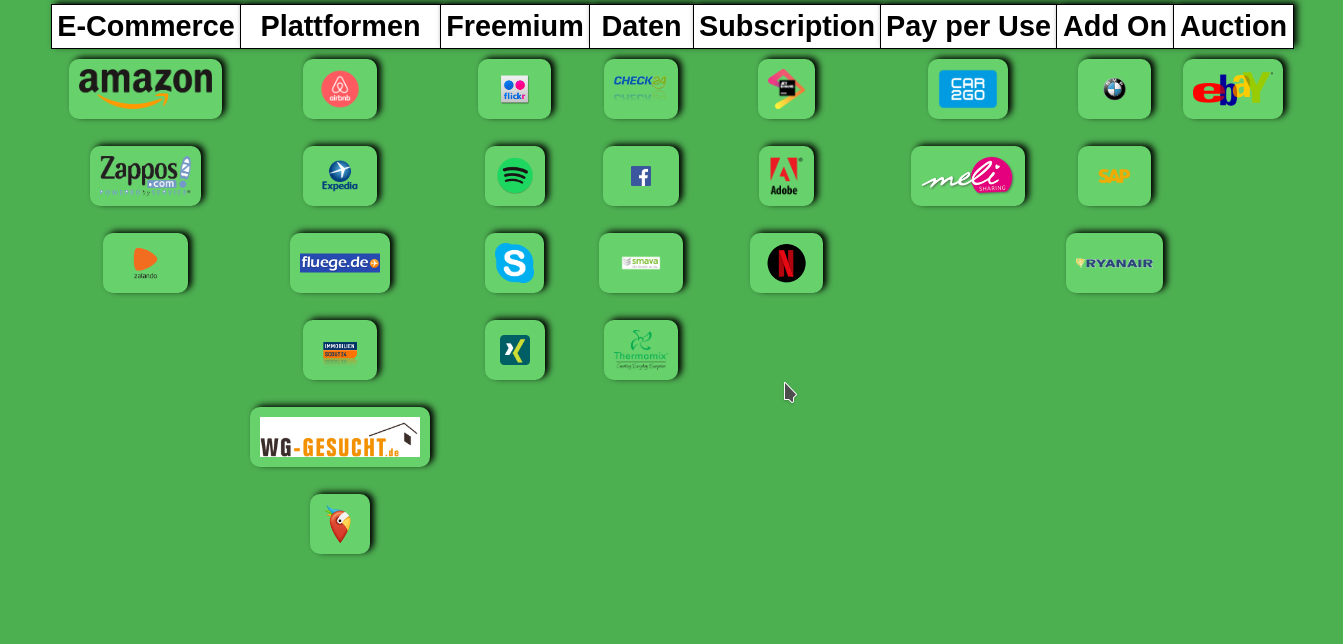 E-Commerce Plattformen Freemium Daten Subscription Pay per Use Add On Auction
amazon airbnb flickr CHECK24 CAR2GO ebay
Zappos.com Expedia f Adobe meli SHARING SAP
zalando fluege.de S smava N RYANAIR
IMMOBILIEN SCOUT24 Thermomix
WG-GESUCHT.de